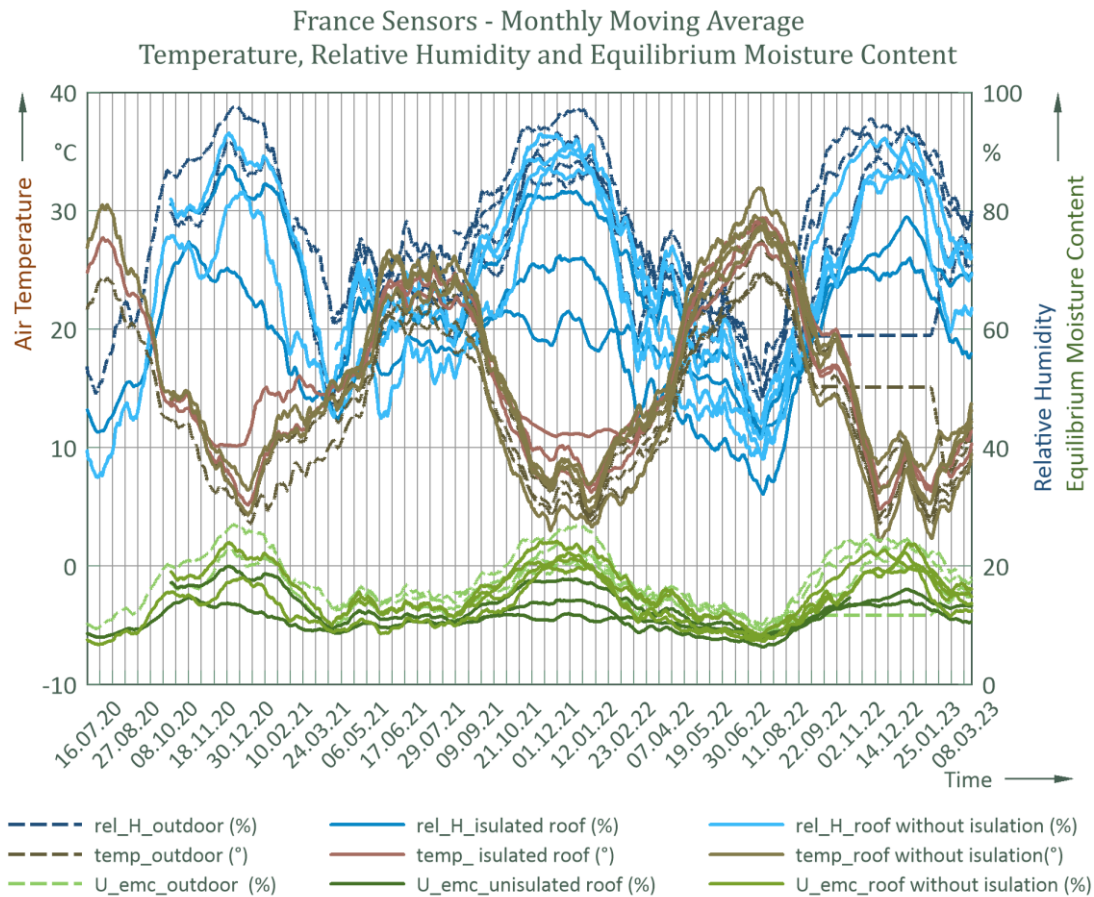 France Sensors - Monthly Moving Average
Temperature, Relative Humidity and Equilibrium Moisture Content
Air Temperature
°C
40
30
20
10
0
-10
100
80
60
40
20
0
%
Relative Humidity
Equilibrium Moisture Content
16.07.20
27.08.20
08.10.20
18.11.20
30.12.20
10.02.21
24.03.21
06.05.21
17.06.21
29.07.21
09.09.21
21.10.21
01.12.21
12.01.22
23.02.22
07.04.22
19.05.22
30.06.22
11.08.22
22.09.22
02.11.22
14.12.22
25.01.23
08.03.23
Time
rel_H_outdoor (%)
rel_H_isulated roof (%)
rel_H_roof without isulation (%)
temp_outdoor (°)
temp_ isulated roof (°)
temp_roof without isulation(°)
U_emc_outdoor (%)
U_emc_unisulated roof (%)
U_emc_roof without isulation (%)